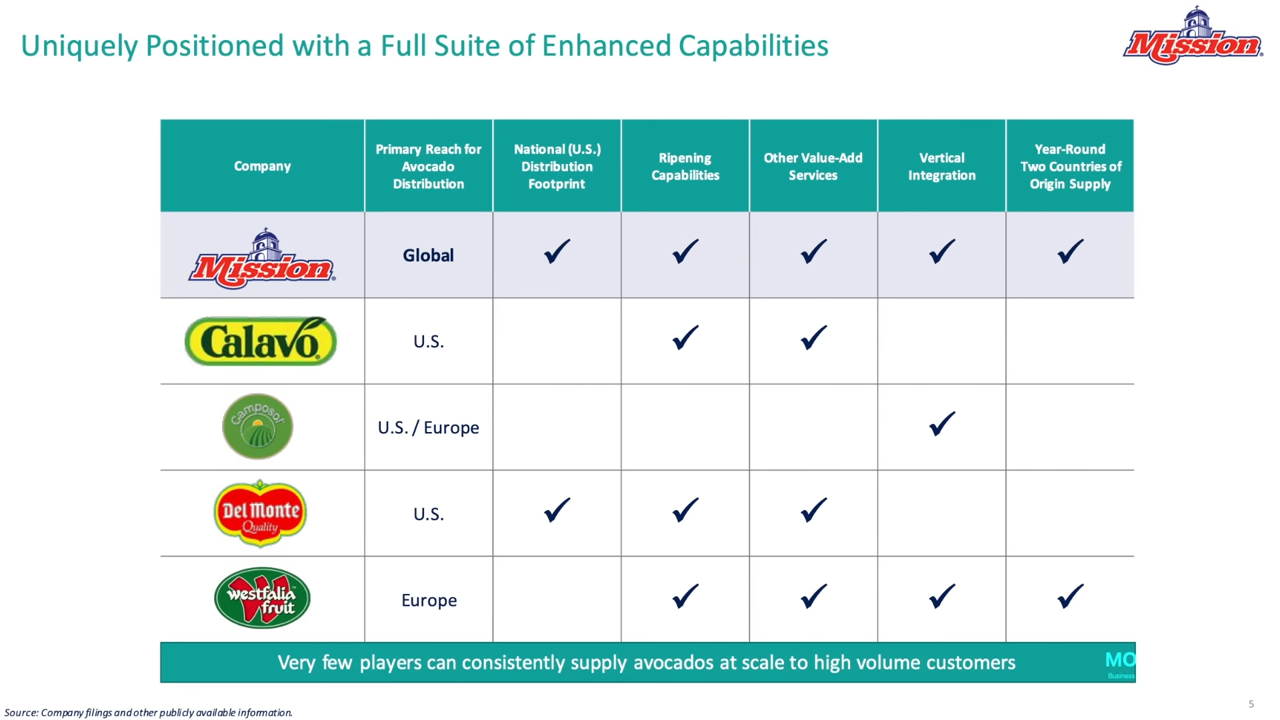 Uniquely Positioned with a Full Suite of Enhanced Capabilities
Mission®
Company
Primary Reach for
Avocado
Distribution
National (U.S.)
Distribution
Footprint
Ripening
Capabilities
Other Value-Add
Services
Vertical
Integration
Year-Round
Two Countries of
Origin Supply
Mission®
Global
✓ ✓ ✓ ✓ ✓
Calavo®
U.S.
✓ ✓
Camposol
U.S. / Europe
✓
Del Monte
Quality
U.S.
✓ ✓ ✓
westfalia
fruit
Europe
✓ ✓ ✓ ✓
Very few players can consistently supply avocados at scale to high volume customers
MO
Business
Source: Company filings and other publicly available information.
5